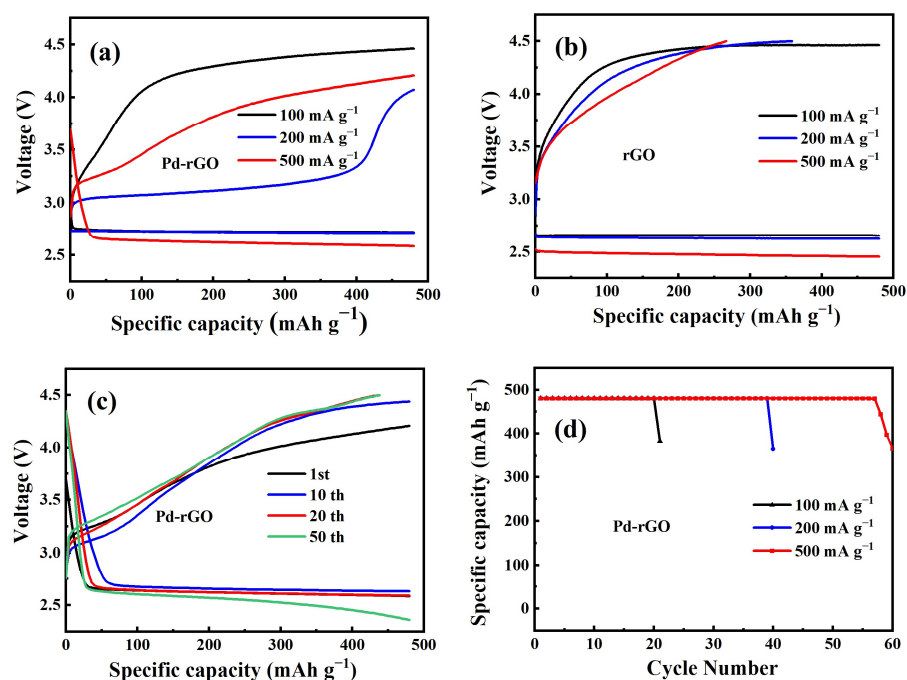 (a)
Voltage (V)
4.5
4.0
3.5
3.0
2.5
100 mA g⁻¹
200 mA g⁻¹
500 mA g⁻¹
Pd-rGO
0 100 200 300 400 500
Specific capacity (mAh g⁻¹)
(b)
Voltage (V)
4.5
4.0
3.5
3.0
2.5
100 mA g⁻¹
200 mA g⁻¹
500 mA g⁻¹
rGO
0 100 200 300 400 500
Specific capacity (mAh g⁻¹)
(c)
Voltage (V)
4.5
4.0
3.5
3.0
2.5
1st
10 th
20 th
50 th
Pd-rGO
0 100 200 300 400 500
Specific capacity (mAh g⁻¹)
(d)
Specific capacity (mAh g⁻¹)
500
400
300
200
100
0
100 mA g⁻¹
200 mA g⁻¹
500 mA g⁻¹
Pd-rGO
0 10 20 30 40 50 60
Cycle Number